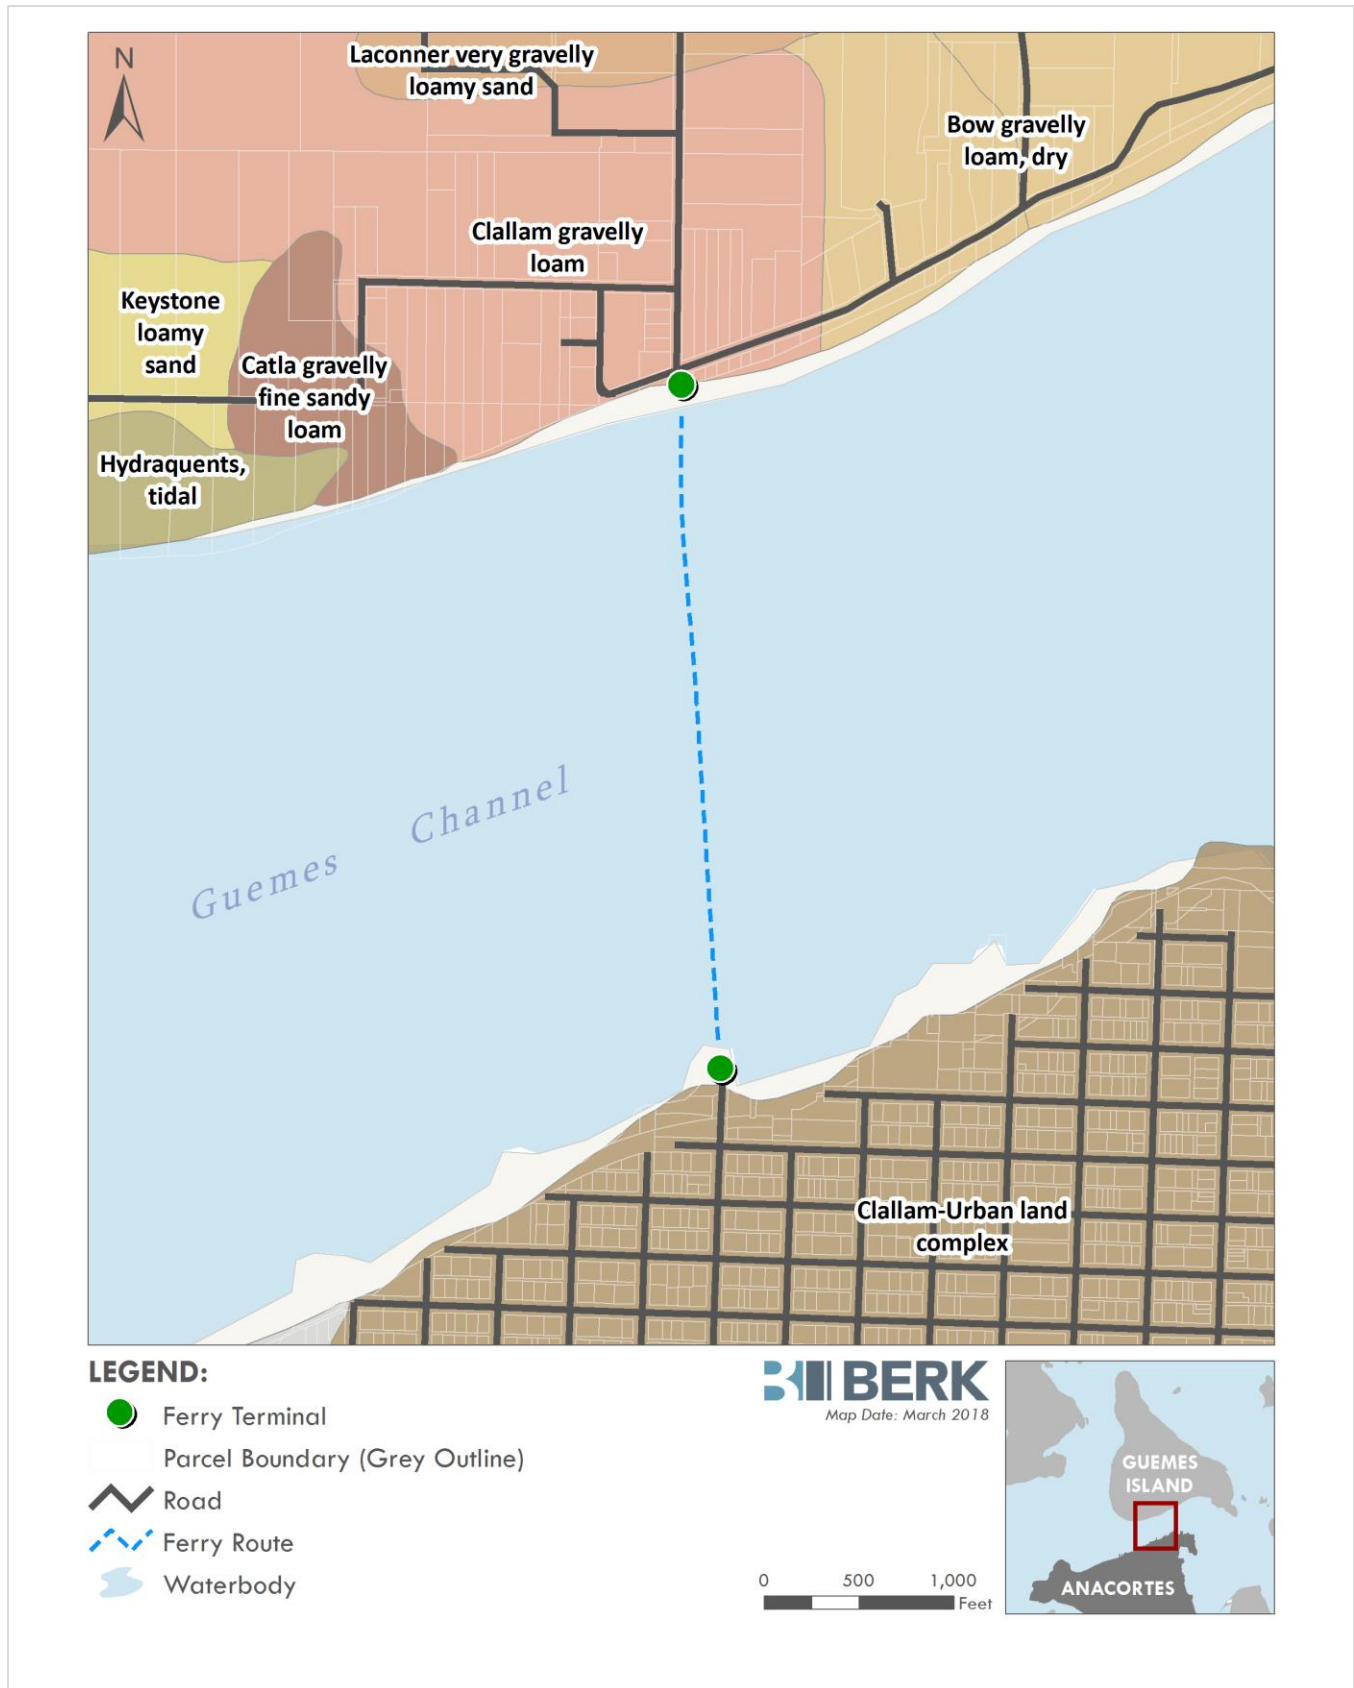 N
Laconner very gravelly
loamy sand
Bow gravelly
loam, dry
Clallam gravelly
loam
Keystone
loamy
sand
Catla gravelly
fine sandy
loam
Hydraquents,
tidal
Guemes Channel
Clallam-Urban land
complex
LEGEND:
Ferry Terminal
Parcel Boundary (Grey Outline)
Road
Ferry Route
Waterbody
BERK
Map Date: March 2018
0 500 1,000
Feet
GUEMES
ISLAND
ANACORTES